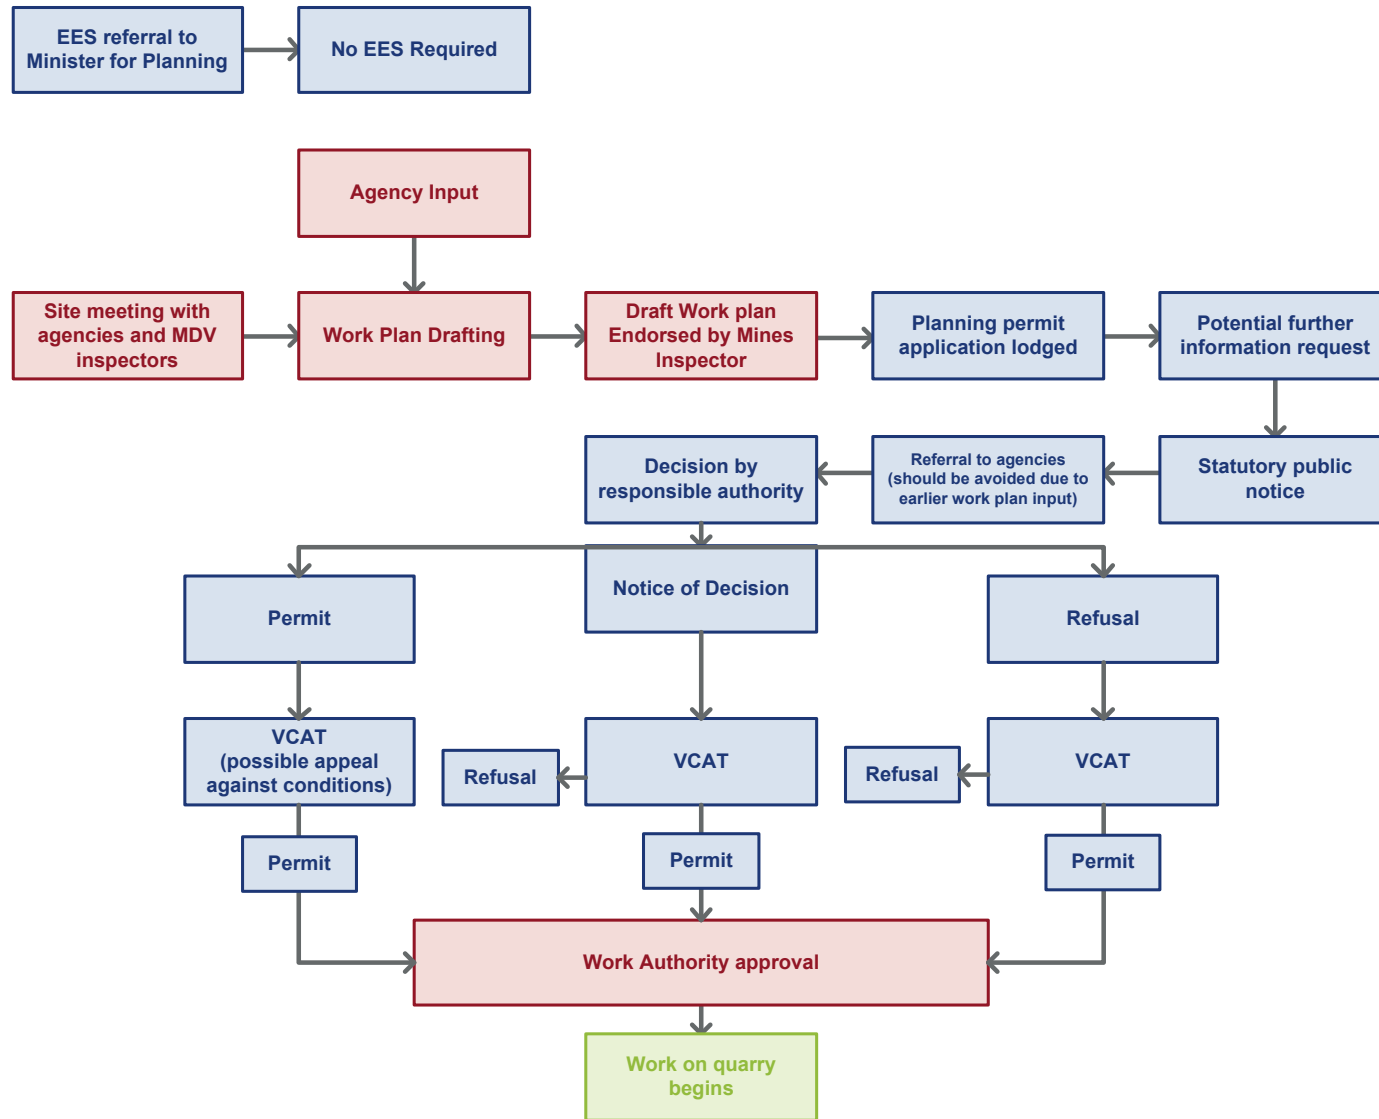 EES referral to
Minister for Planning
No EES Required
Agency Input
Site meeting with
agencies and MDV
inspectors
Work Plan Drafting
Draft Work plan
Endorsed by Mines
Inspector
Planning permit
application lodged
Potential further
information request
Decision by
responsible authority
Referral to agencies
(should be avoided due to
earlier work plan input)
Statutory public
notice
Permit
Notice of Decision
Refusal
VCAT
(possible appeal
against conditions)
Refusal
VCAT
Refusal
VCAT
Permit
Permit
Permit
Work Authority approval
Work on quarry
begins